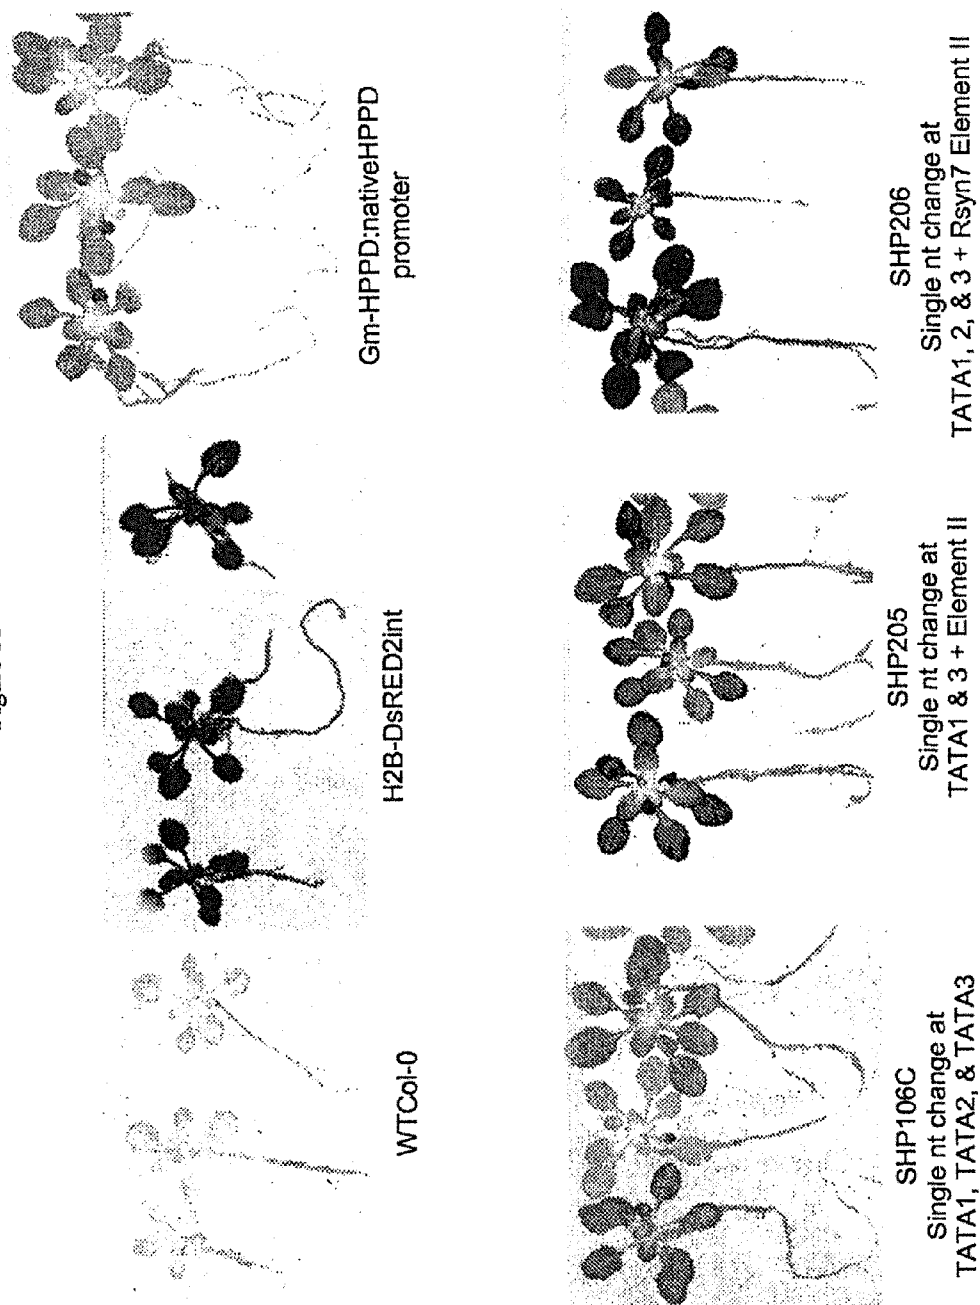 WTCol-0
H2B-DsRED2int
Gm-HPPD:nativeHPPD
promoter
SHP106C
Single nt change at
TATA1, TATA2, & TATA3
SHP205
Single nt change at
TATA1 & 3 + Element II
SHP206
Single nt change at
TATA1, 2, & 3 + Rsyn7 Element II